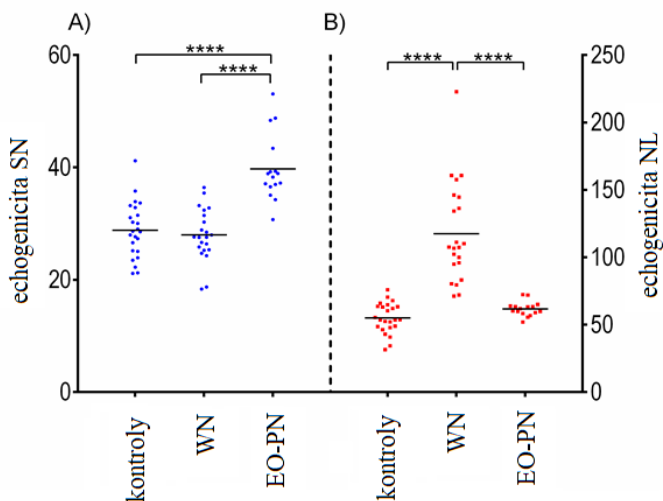 A)
B)
****
****
****
****
60
40
20
0
echogenicita SN
250
200
150
100
50
0
echogenicita NL
kontroly
WN
EO-PN
kontroly
WN
EO-PN